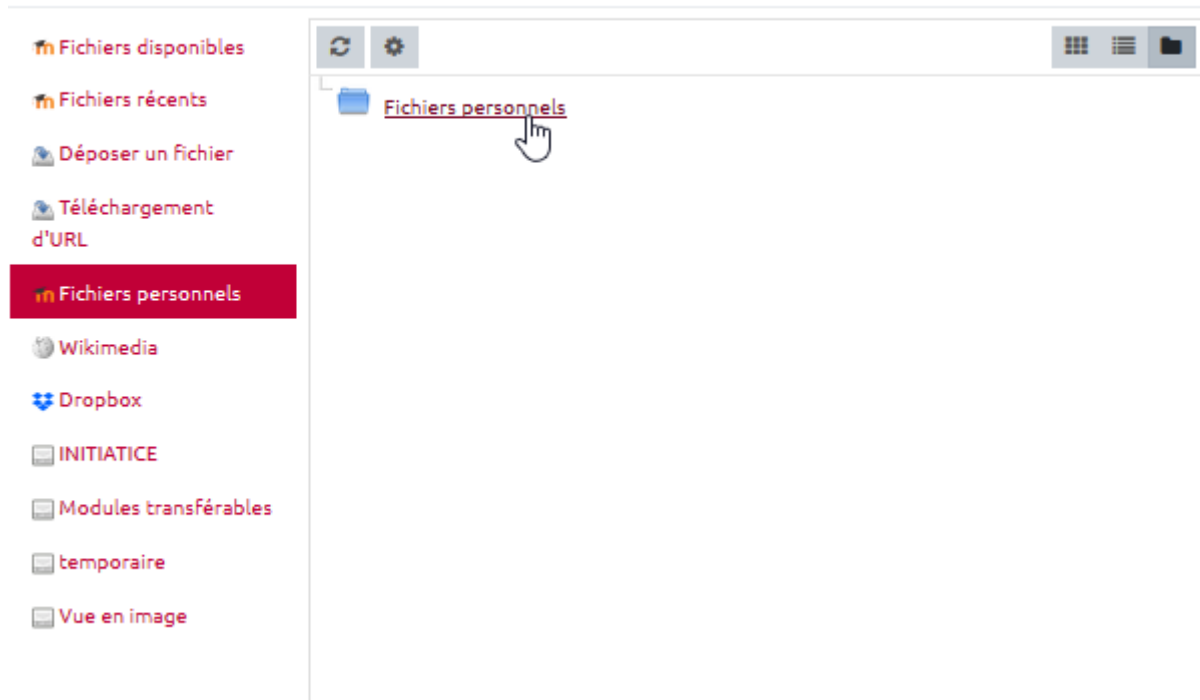 Fichiers disponibles
Fichiers récents
Déposer un fichier
Téléchargement
d'URL
Fichiers personnels
Wikimedia
Dropbox
INITIATICE
Modules transférables
temporaire
Vue en image
Fichiers personnels